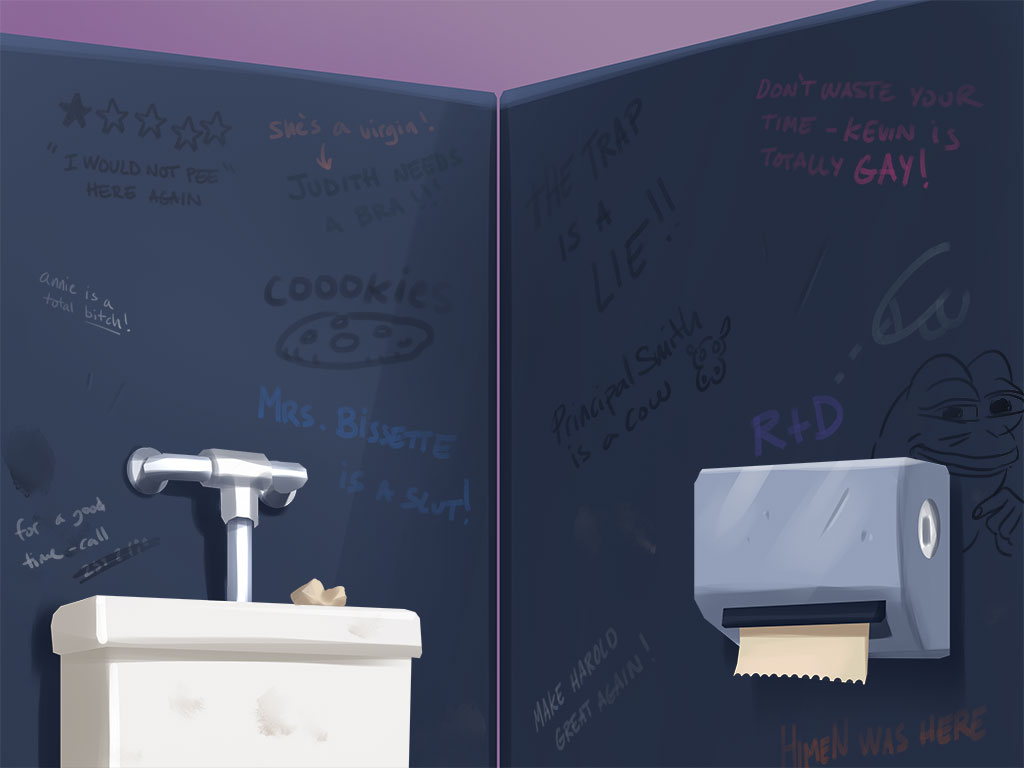 "I WOULD NOT PEE"
HERE AGAIN
She's a virgin!
JUDITH NEEDS
A BRA!!!
annie is a
total bitch!
COOOKIES
MRS. BISSETTE
iS A SLUT!
for a good
time - call
THE TRAP
IS A
LIE!!
DON'T WASTE YOUR
TIME - KEVIN iS
TOTALLY GAY!
Principal Smith
is a cow
R+D
MAKE HAROLD
GREAT AGAIN!
HiMEN WAS HERE